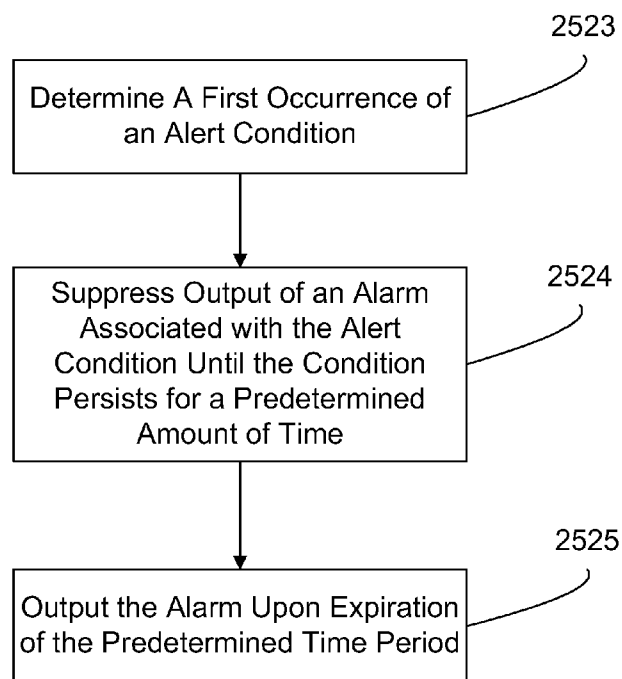 2523
Determine A First Occurrence of
an Alert Condition
2524
Suppress Output of an Alarm
Associated with the Alert
Condition Until the Condition
Persists for a Predetermined
Amount of Time
2525
Output the Alarm Upon Expiration
of the Predetermined Time Period